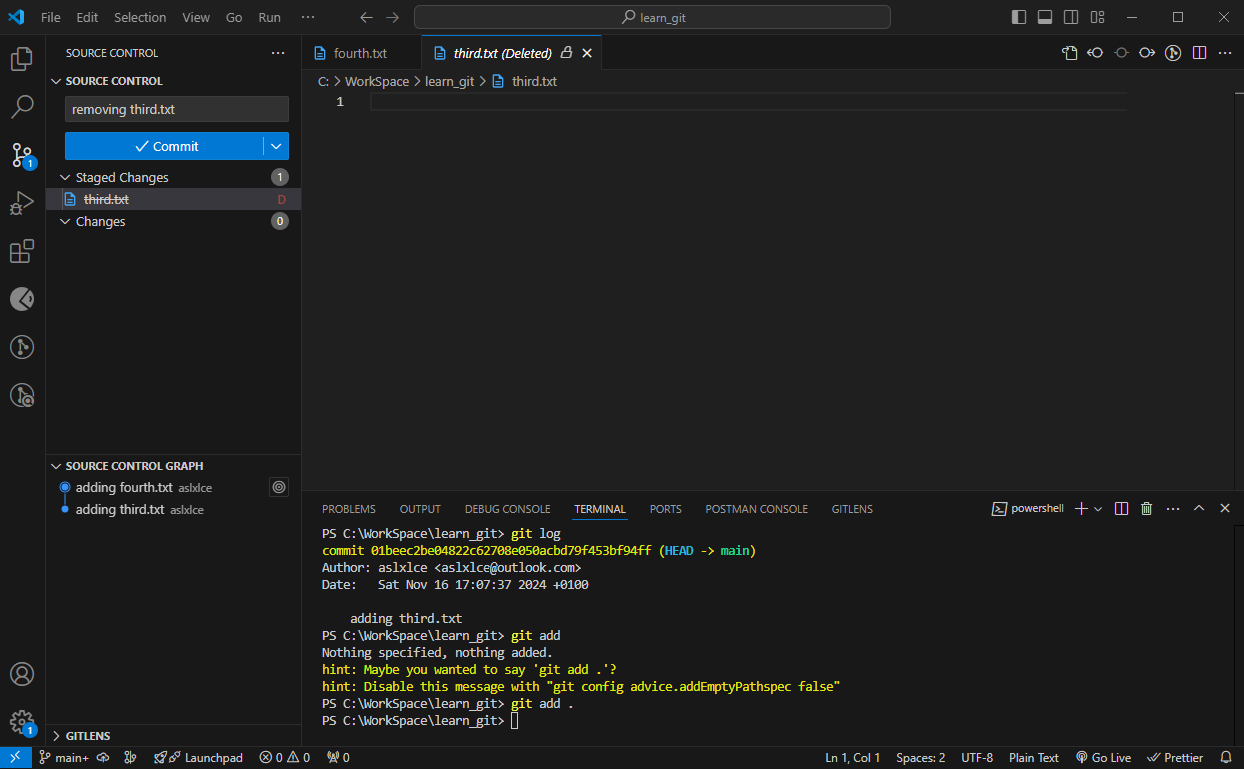 File Edit Selection View Go Run ··· learn_git
SOURCE CONTROL ···
SOURCE CONTROL
removing third.txt
Commit
Staged Changes 1
third.txt D
Changes 0
1
1
SOURCE CONTROL GRAPH
adding fourth.txt aslxlce
adding third.txt aslxlce
GITLENS
fourth.txt third.txt (Deleted)
C: > WorkSpace > learn_git > third.txt
1
PROBLEMS OUTPUT DEBUG CONSOLE TERMINAL PORTS POSTMAN CONSOLE GITLENS powershell
PS C:\WorkSpace\learn_git> git log
commit 01beec2be04822c62708e050acbd79f453bf94ff (HEAD -> main)
Author: aslxlce <aslxlce@outlook.com>
Date:   Sat Nov 16 17:07:37 2024 +0100
    adding third.txt
PS C:\WorkSpace\learn_git> git add
Nothing specified, nothing added.
hint: Maybe you wanted to say 'git add .'?
hint: Disable this message with "git config advice.addEmptyPathspec false"
PS C:\WorkSpace\learn_git> git add .
PS C:\WorkSpace\learn_git>
main+ Launchpad 0 0 0 Ln 1, Col 1 Spaces: 2 UTF-8 Plain Text Go Live Prettier